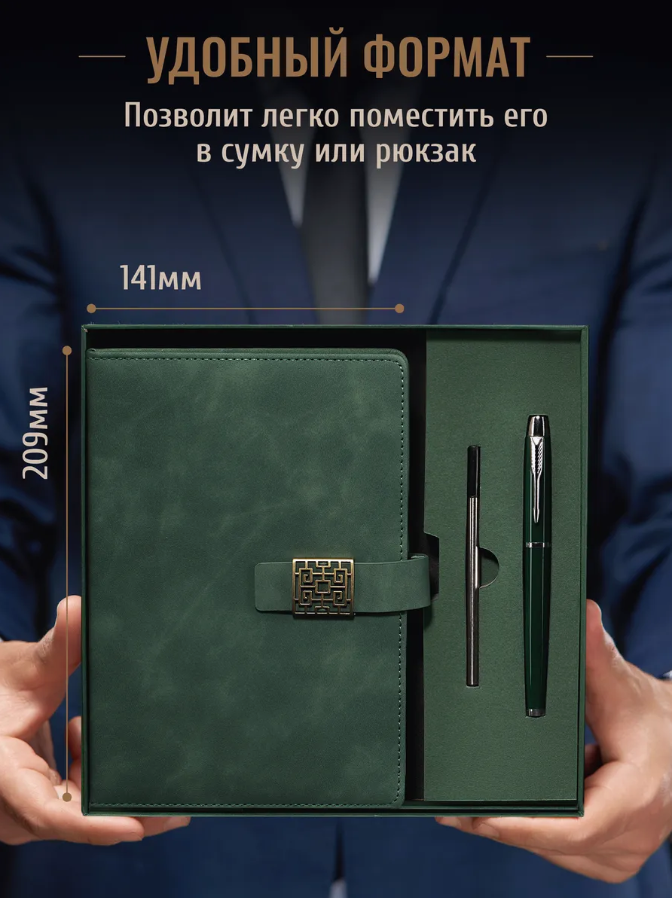 УДОБНЫЙ ФОРМАТ
Позволит легко поместить его
в сумку или рюкзак
141мм
209мм